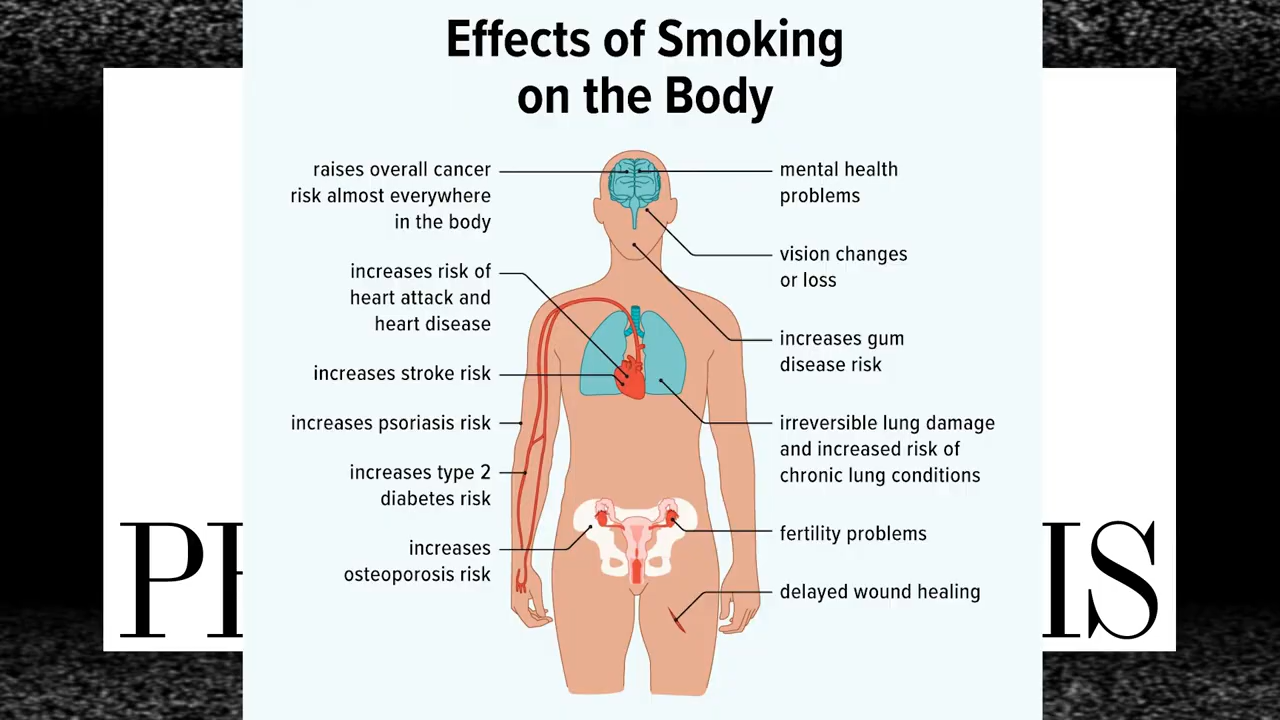 Effects of Smoking
on the Body
raises overall cancer
risk almost everywhere
in the body
increases risk of
heart attack and
heart disease
increases stroke risk
increases psoriasis risk
increases type 2
diabetes risk
increases
osteoporosis risk
mental health
problems
vision changes
or loss
increases gum
disease risk
irreversible lung damage
and increased risk of
chronic lung conditions
fertility problems
delayed wound healing